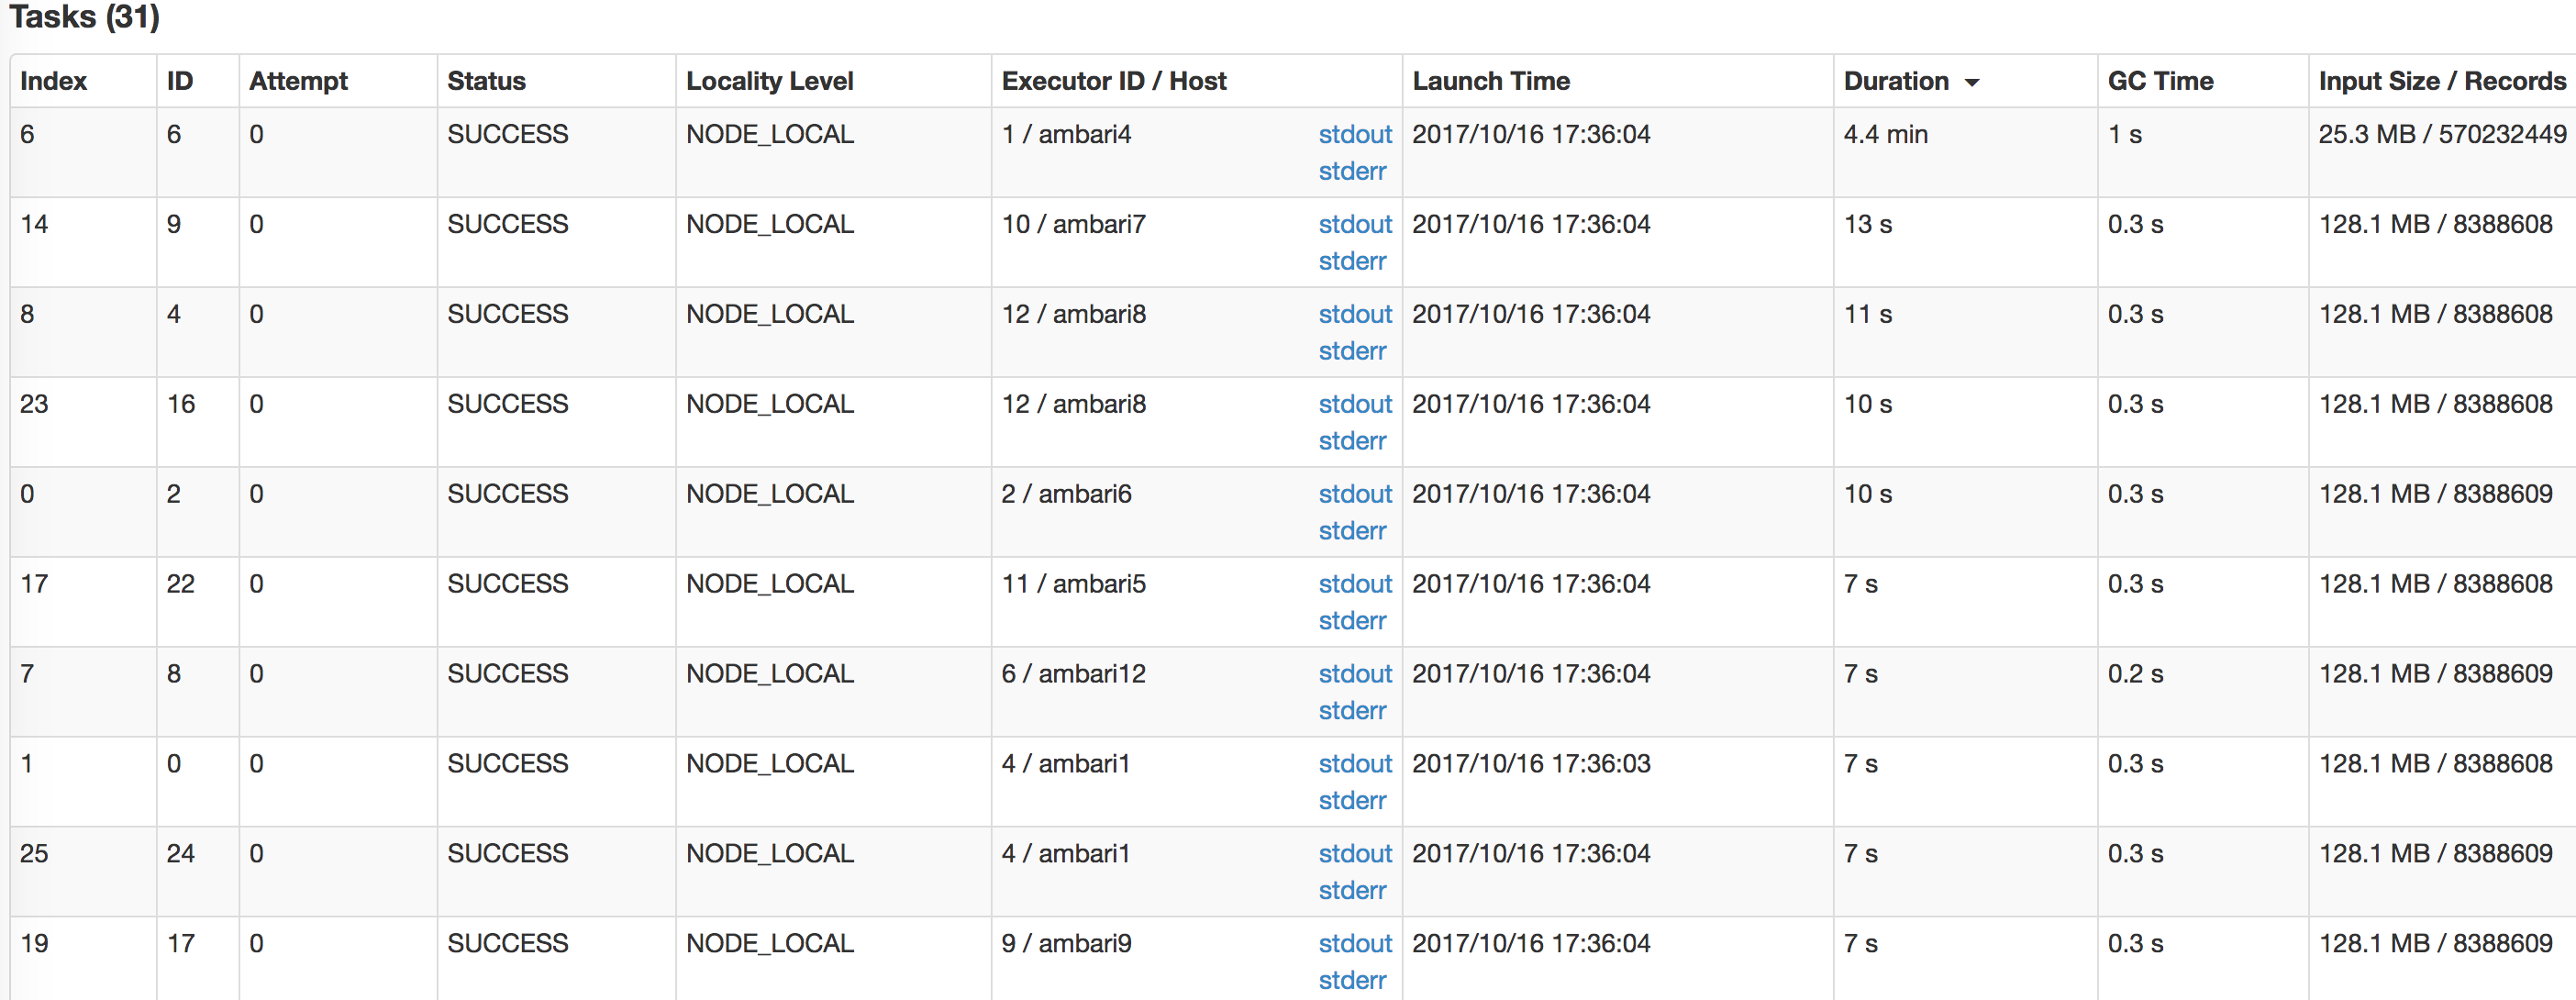 Tasks (31)
Index ID Attempt Status Locality Level Executor ID / Host Launch Time Duration GC Time Input Size / Records
6 6 0 SUCCESS NODE_LOCAL 1 / ambari4 stdout 2017/10/16 17:36:04 4.4 min 1 s 25.3 MB / 570232449
stderr
14 9 0 SUCCESS NODE_LOCAL 10 / ambari7 stdout 2017/10/16 17:36:04 13 s 0.3 s 128.1 MB / 8388608
stderr
8 4 0 SUCCESS NODE_LOCAL 12 / ambari8 stdout 2017/10/16 17:36:04 11 s 0.3 s 128.1 MB / 8388608
stderr
23 16 0 SUCCESS NODE_LOCAL 12 / ambari8 stdout 2017/10/16 17:36:04 10 s 0.3 s 128.1 MB / 8388608
stderr
0 2 0 SUCCESS NODE_LOCAL 2 / ambari6 stdout 2017/10/16 17:36:04 10 s 0.3 s 128.1 MB / 8388609
stderr
17 22 0 SUCCESS NODE_LOCAL 11 / ambari5 stdout 2017/10/16 17:36:04 7 s 0.3 s 128.1 MB / 8388608
stderr
7 8 0 SUCCESS NODE_LOCAL 6 / ambari12 stdout 2017/10/16 17:36:04 7 s 0.2 s 128.1 MB / 8388609
stderr
1 0 0 SUCCESS NODE_LOCAL 4 / ambari1 stdout 2017/10/16 17:36:03 7 s 0.3 s 128.1 MB / 8388608
stderr
25 24 0 SUCCESS NODE_LOCAL 4 / ambari1 stdout 2017/10/16 17:36:04 7 s 0.3 s 128.1 MB / 8388609
stderr
19 17 0 SUCCESS NODE_LOCAL 9 / ambari9 stdout 2017/10/16 17:36:04 7 s 0.3 s 128.1 MB / 8388609
stderr